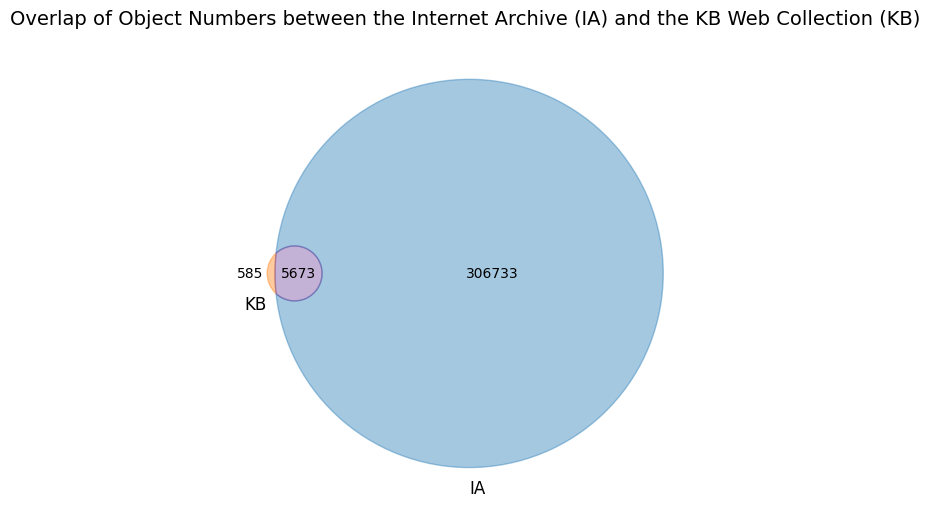 Overlap of Object Numbers between the Internet Archive (IA) and the KB Web Collection (KB)
585
5673
306733
KB
IA